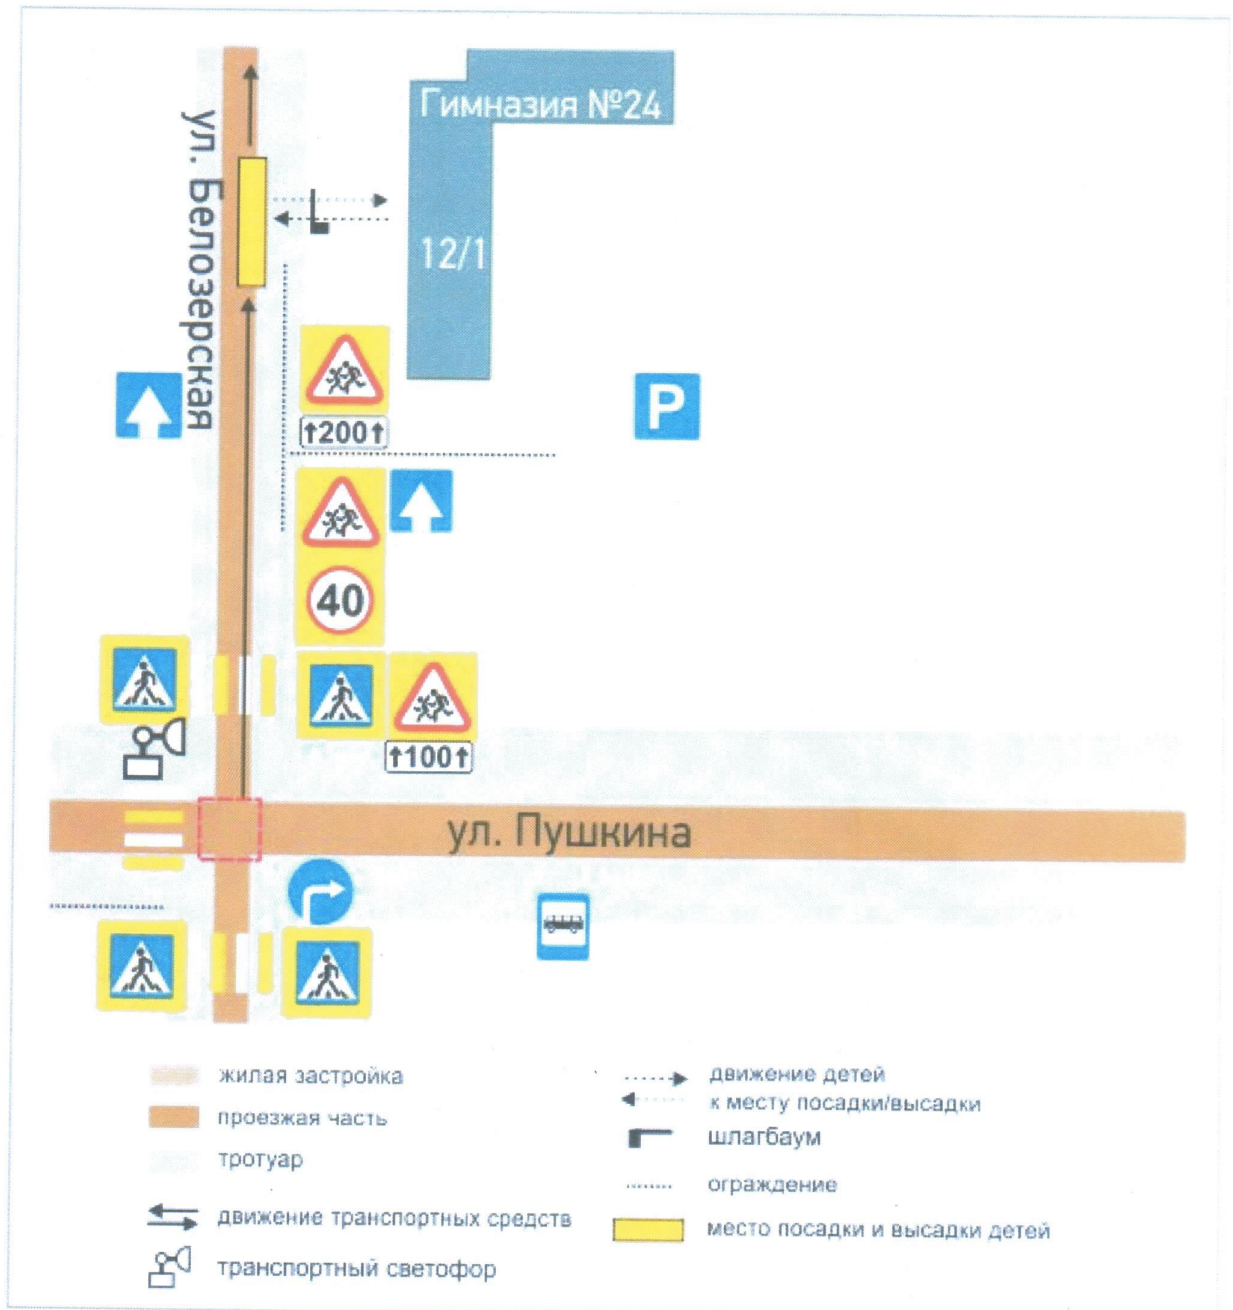 Гимназия №24
ул. Белозерская
12/1
↑200↑
P
40
↑100↑
ул. Пушкина
жилая застройка
проезжая часть
тротуар
движение транспортных средств
транспортный светофор
движение детей
к месту посадки/высадки
шлагбаум
ограждение
место посадки и высадки детей